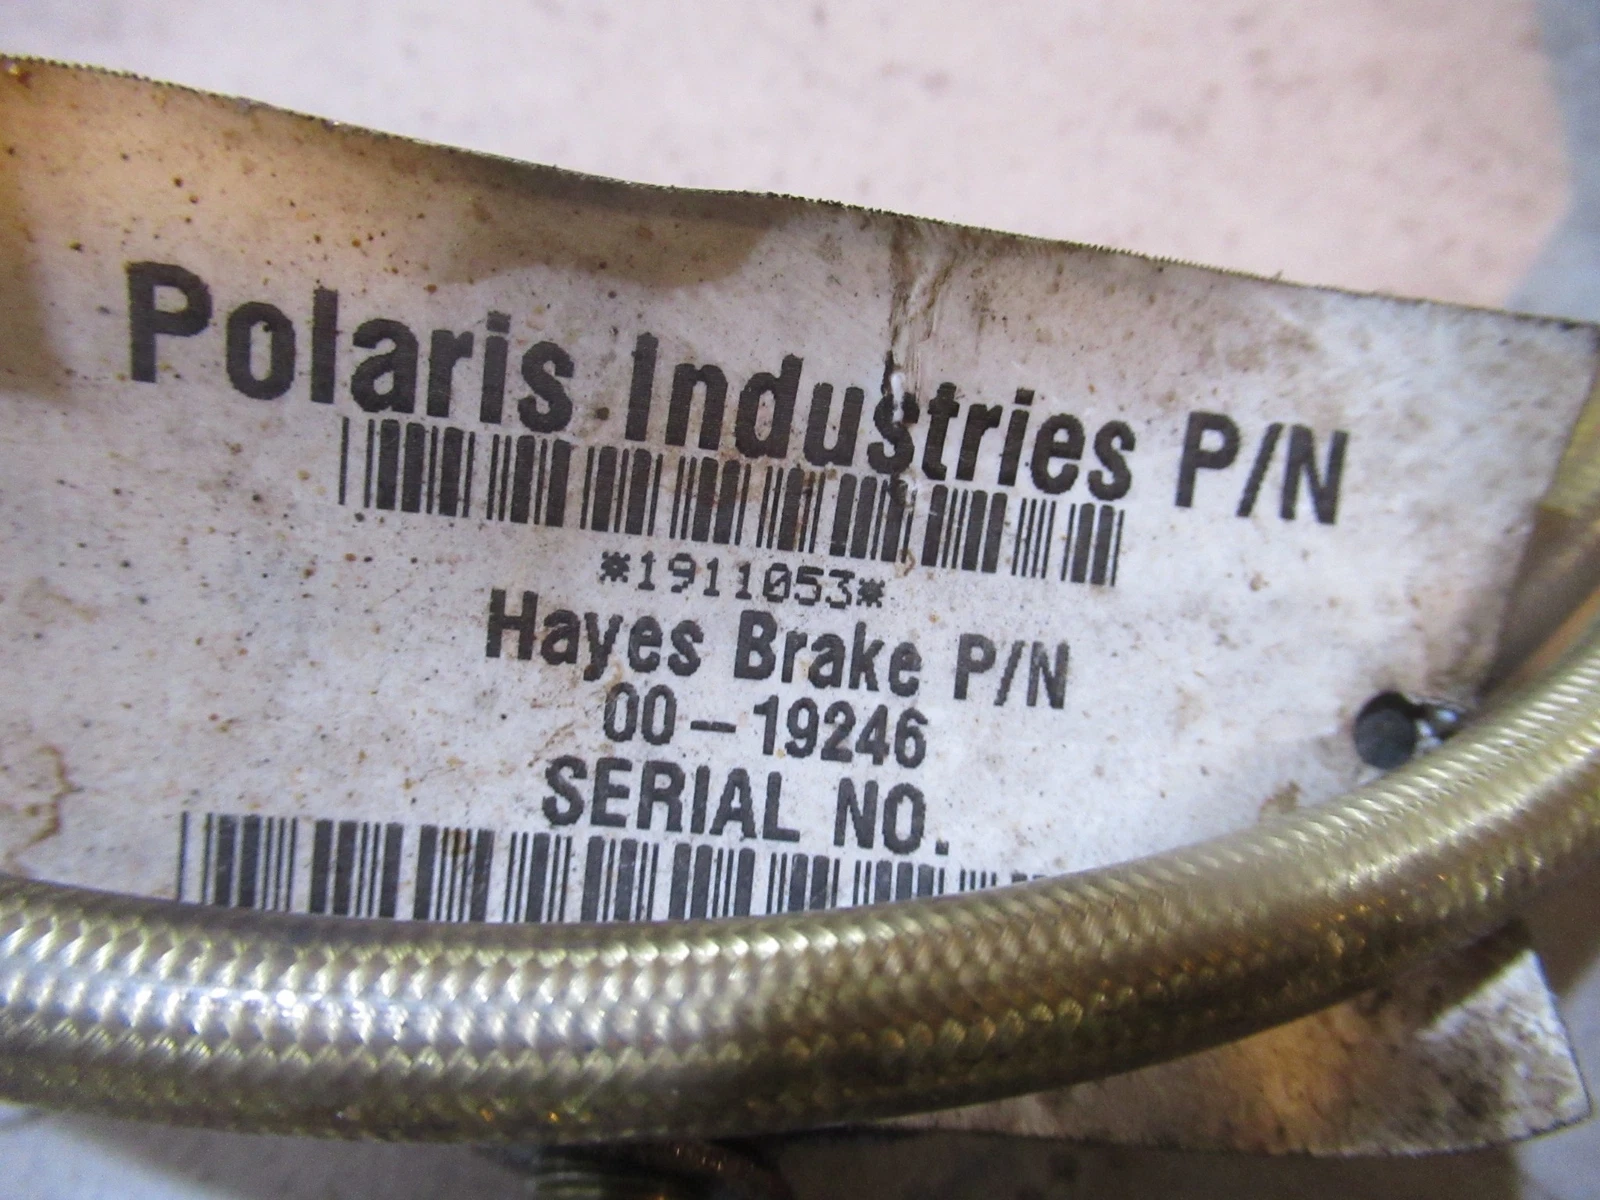 Polaris Industries P/N
*1911053*
Hayes Brake P/N
00-19246
SERIAL NO.